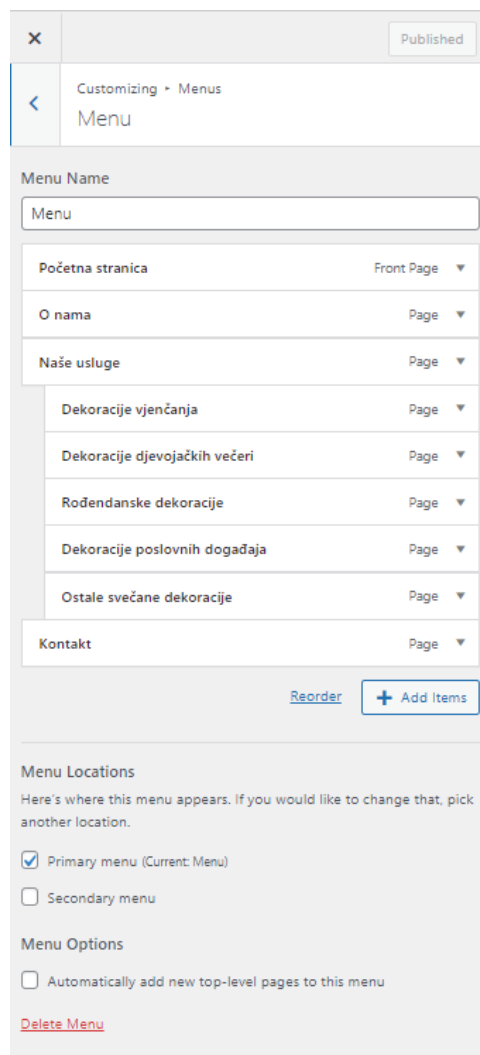 Published
Customizing ▸ Menus
Menu
Menu Name
Menu
Početna stranica Front Page
O nama Page
Naše usluge Page
Dekoracije vjenčanja Page
Dekoracije djevojačkih večeri Page
Rođendanske dekoracije Page
Dekoracije poslovnih događaja Page
Ostale svečane dekoracije Page
Kontakt Page
Reorder + Add Items
Menu Locations
Here's where this menu appears. If you would like to change that, pick
another location.
Primary menu (Current: Menu)
Secondary menu
Menu Options
Automatically add new top-level pages to this menu
Delete Menu